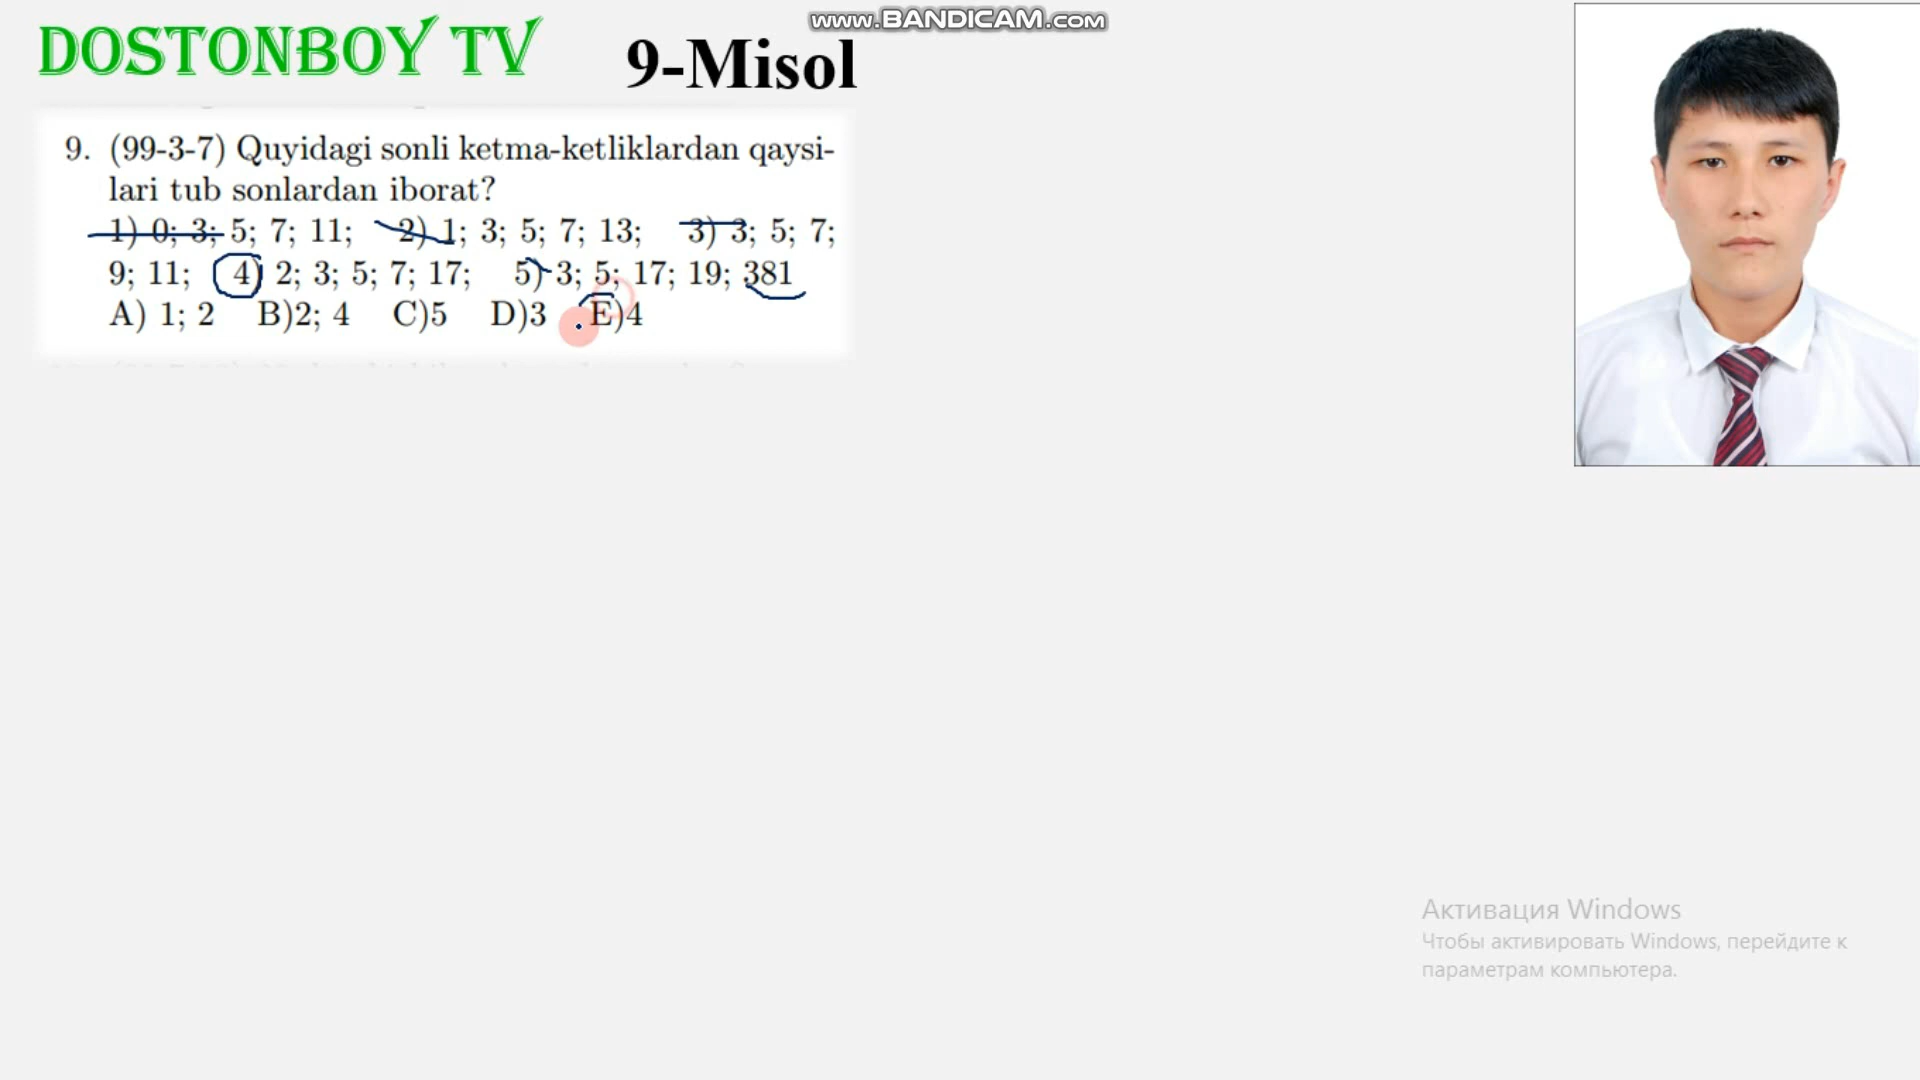 www.BANDICAM.com
DOSTONBOY TV
9-Misol
9. (99-3-7) Quyidagi sonli ketma-ketliklardan qaysi-
lari tub sonlardan iborat?
1) 0; 3; 5; 7; 11; 2) 1; 3; 5; 7; 13; 3) 3; 5; 7;
9; 11; 4) 2; 3; 5; 7; 17; 5) 3; 5; 17; 19; 381
A) 1; 2 B)2; 4 C)5 D)3 E)4
Активация Windows
Чтобы активировать Windows, перейдите к
параметрам компьютера.